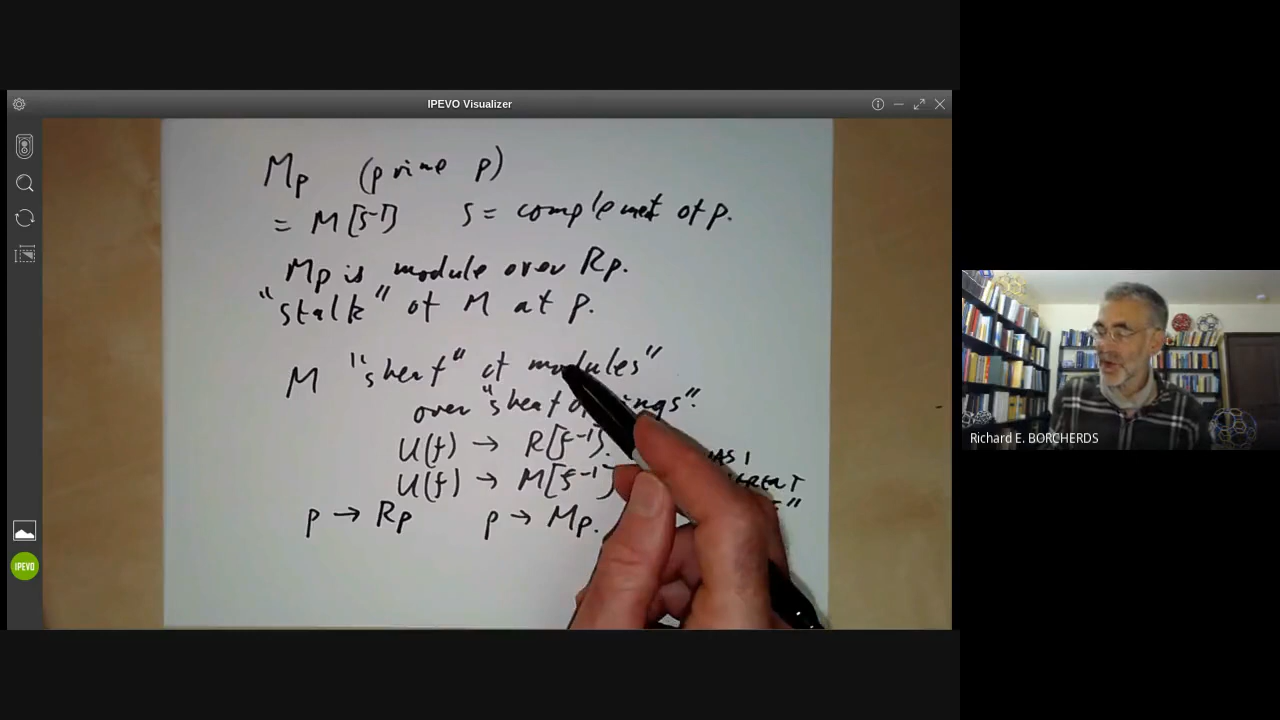 IPEVO Visualizer
Mp (prime p)
= M[S-1] S = complement of p.
Mp is module over Rp.
"stalk" of M at p.
M "sheaf" of modules"
over "sheaf of rings".
U(f) → R[f-1].
U(f) → M[f-1]
p → Rp p → Mp.
IPEVO
Richard E. BORCHERDS